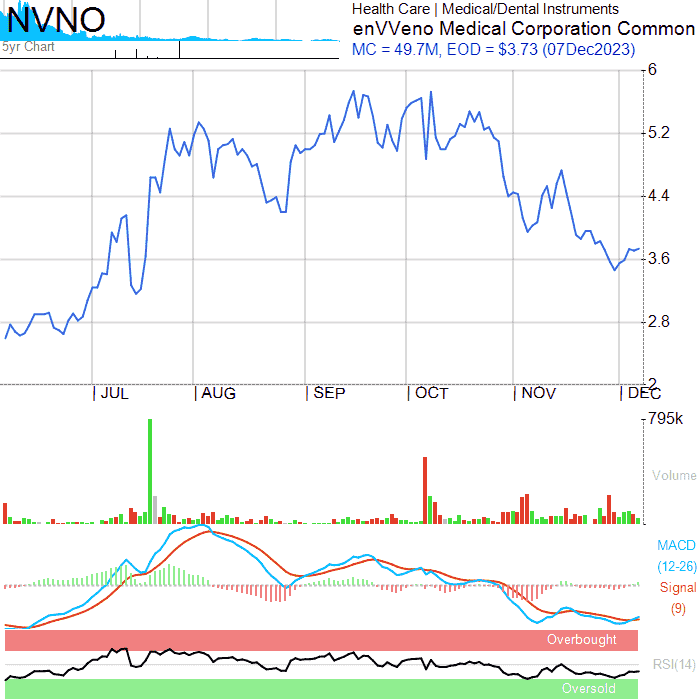 NVNO
5yr Chart
Health Care | Medical/Dental Instruments
enVVeno Medical Corporation Common
MC = 49.7M, EOD = $3.73 (07Dec2023)
6
5.2
4.4
3.6
2.8
2
JUL
AUG
SEP
OCT
NOV
DEC
795k
Volume
MACD
(12-26)
Signal
(9)
Overbought
RSI(14)
Oversold